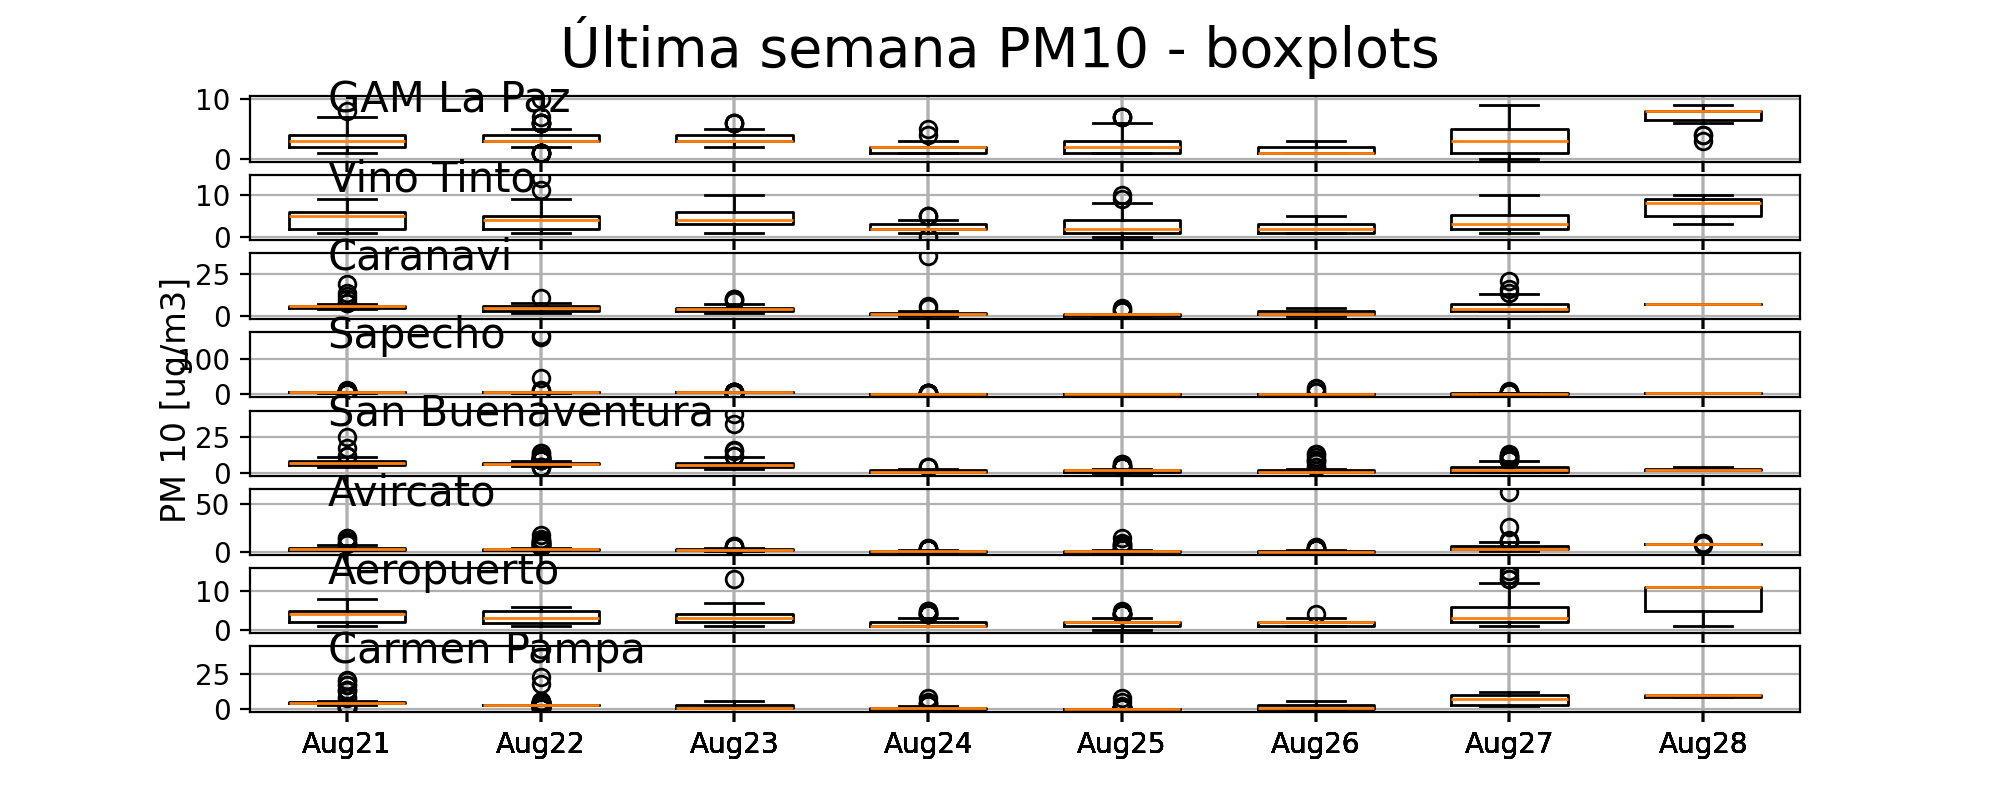 Última semana PM10 - boxplots
GAM La Paz
10
0
Vino Tinto
10
0
Caranavi
25
0
Sapecho
100
0
San Buenaventura
25
0
Avircato
50
0
Aeropuerto
10
0
Carmen Pampa
25
0
PM 10 [ug/m3]
Aug21 Aug22 Aug23 Aug24 Aug25 Aug26 Aug27 Aug28